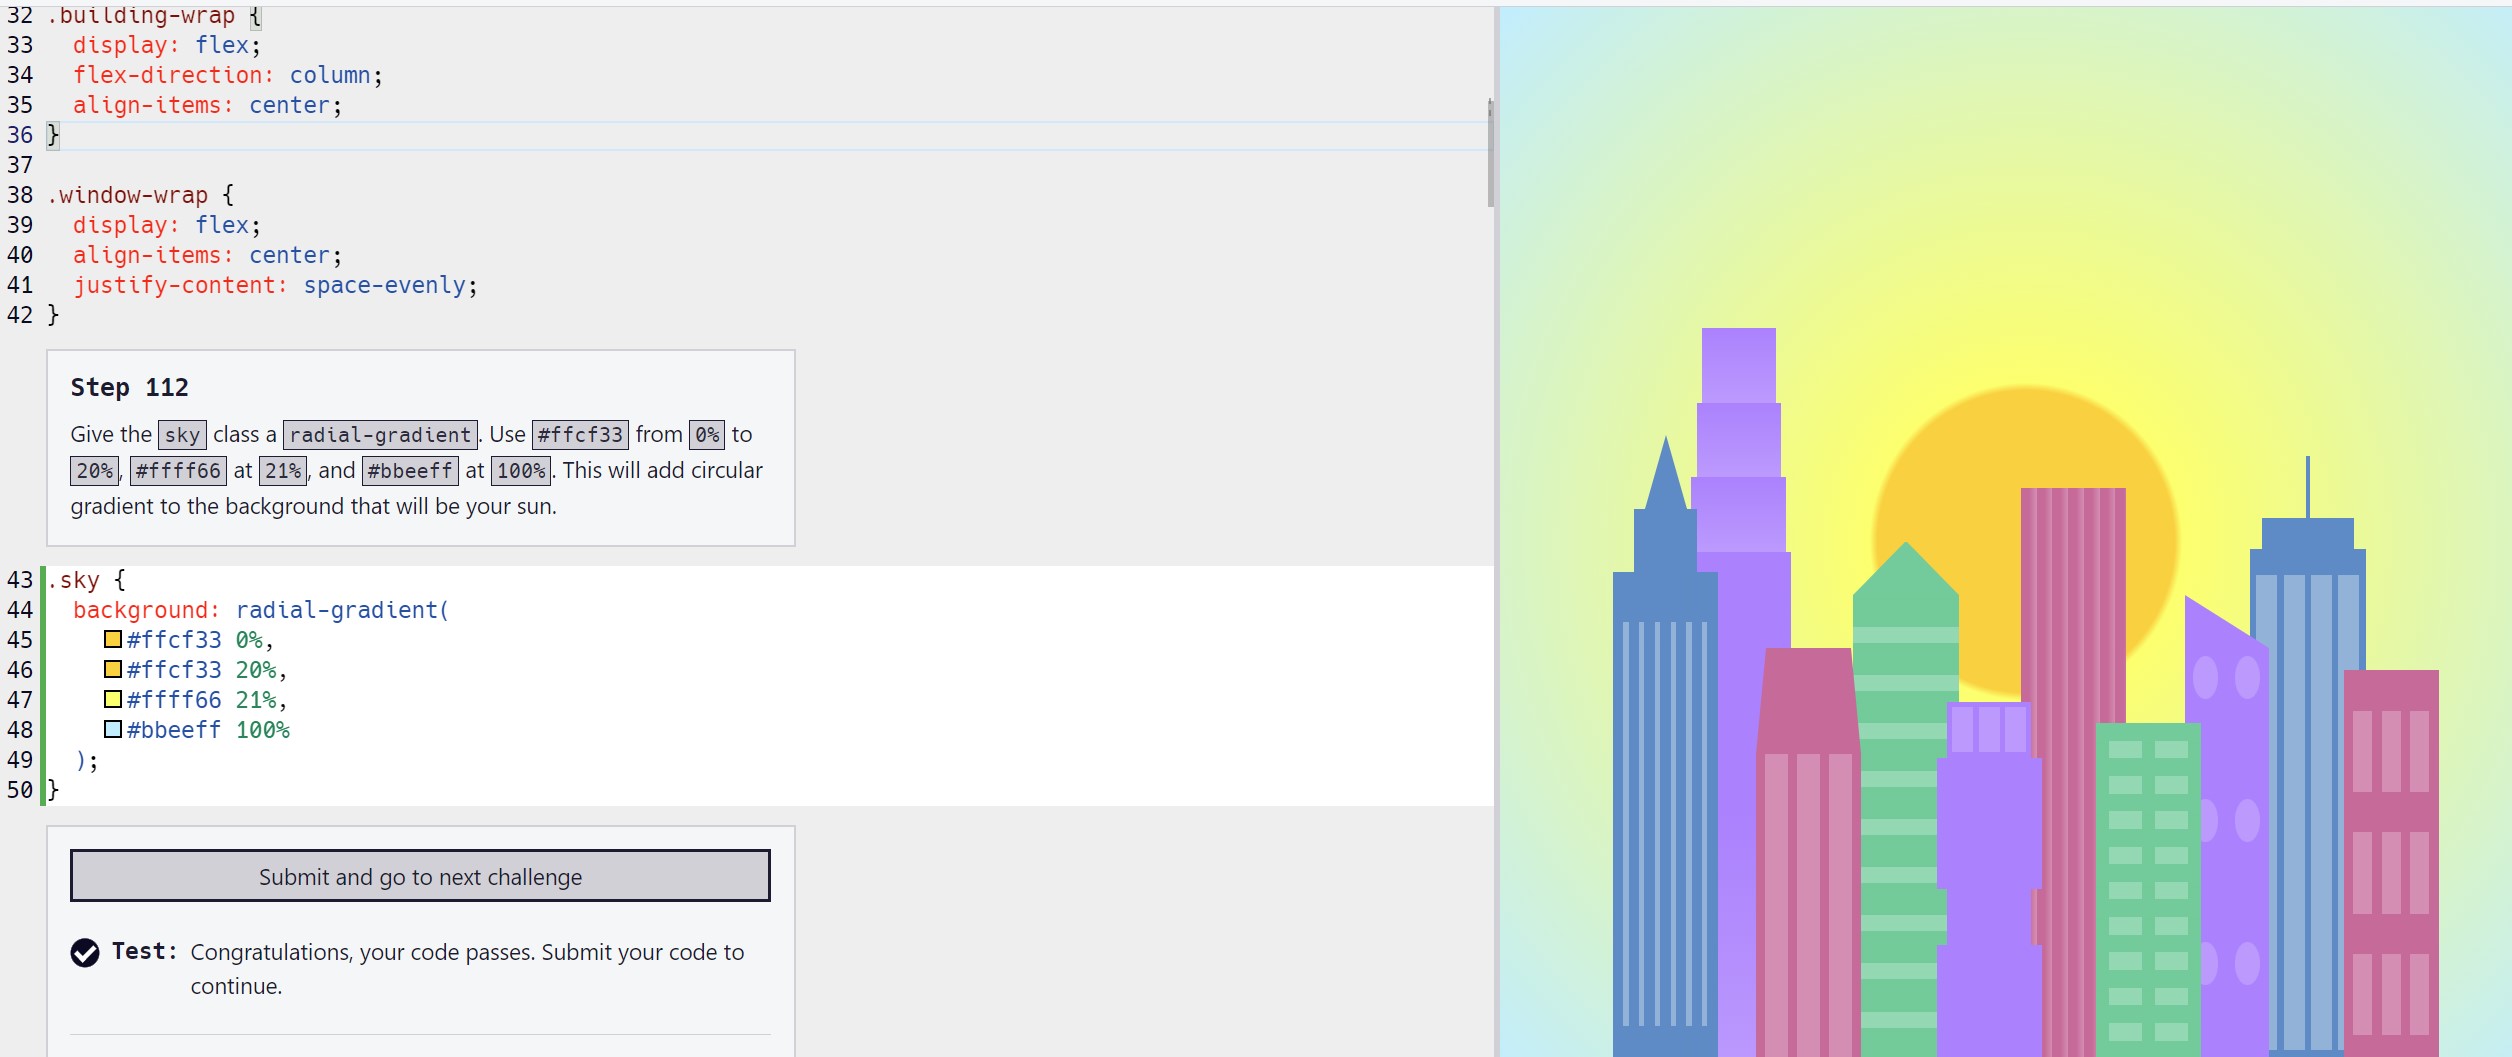 32 .building-wrap {
33 display: flex;
34 flex-direction: column;
35 align-items: center;
36 }
37
38 .window-wrap {
39 display: flex;
40 align-items: center;
41 justify-content: space-evenly;
42 }
Step 112
Give the sky class a radial-gradient. Use #ffcf33 from 0% to
20%, #ffff66 at 21%, and #bbeeff at 100%. This will add circular
gradient to the background that will be your sun.
43 .sky {
44 background: radial-gradient(
45 #ffcf33 0%,
46 #ffcf33 20%,
47 #ffff66 21%,
48 #bbeeff 100%
49 );
50 }
Submit and go to next challenge
Test: Congratulations, your code passes. Submit your code to
continue.